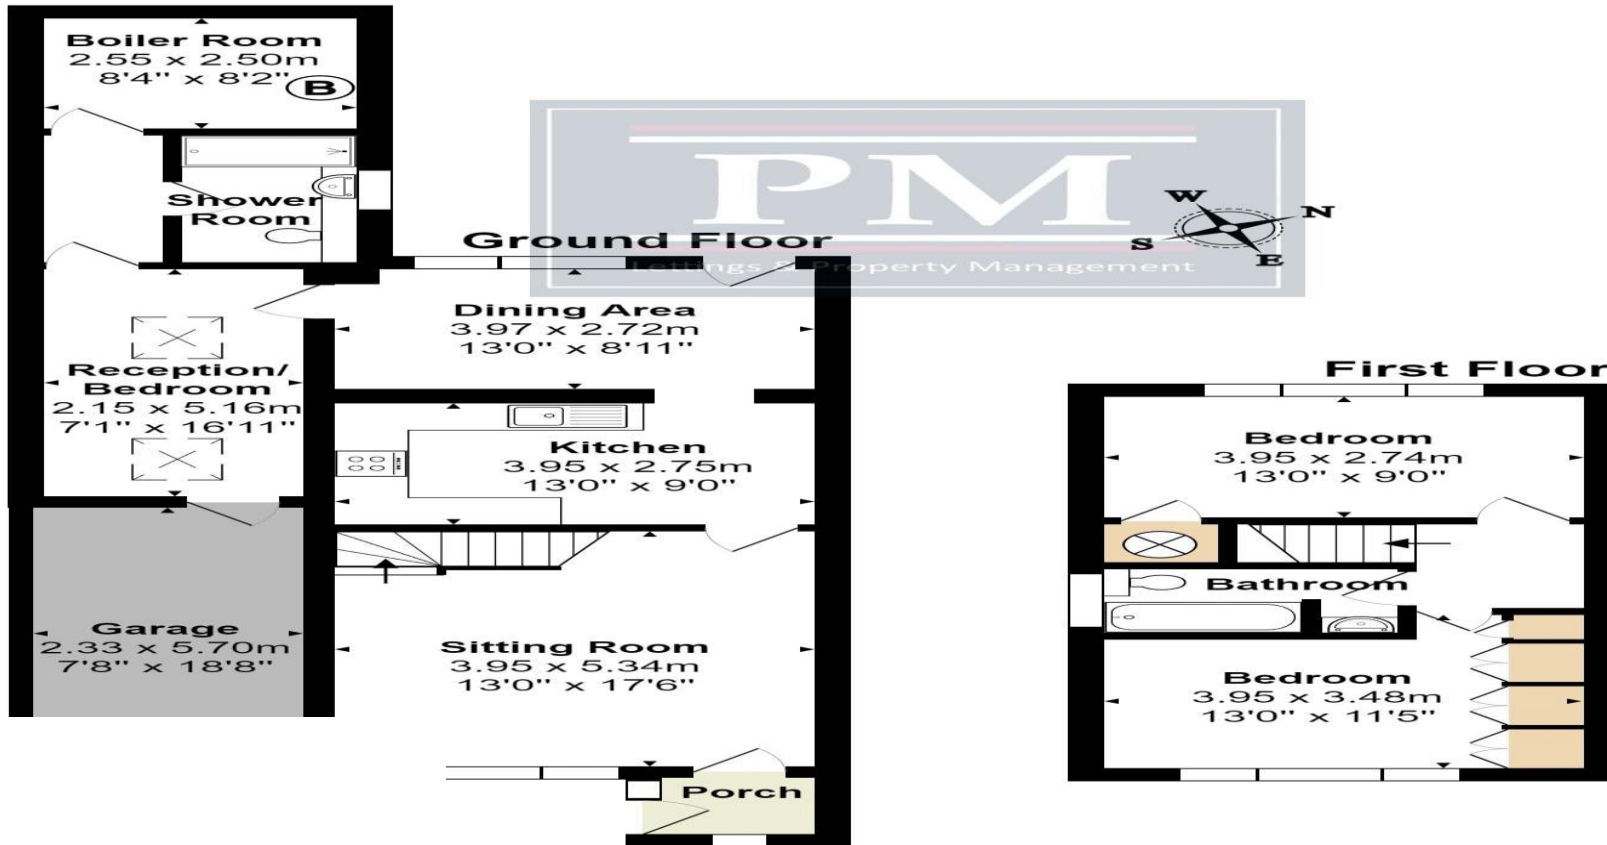 Boiler Room
2.55 x 2.50m
8'4" x 8'2"
B
Shower
Room
PM
Lettings & Property Management
Ground Floor
W
N
S
E
Dining Area
3.97 x 2.72m
13'0" x 8'11"
Reception/
Bedroom
2.15 x 5.16m
7'1" x 16'11"
Kitchen
3.95 x 2.75m
13'0" x 9'0"
Garage
2.33 x 5.70m
7'8" x 18'8"
Sitting Room
3.95 x 5.34m
13'0" x 17'6"
Porch
First Floor
Bedroom
3.95 x 2.74m
13'0" x 9'0"
Bathroom
Bedroom
3.95 x 3.48m
13'0" x 11'5"